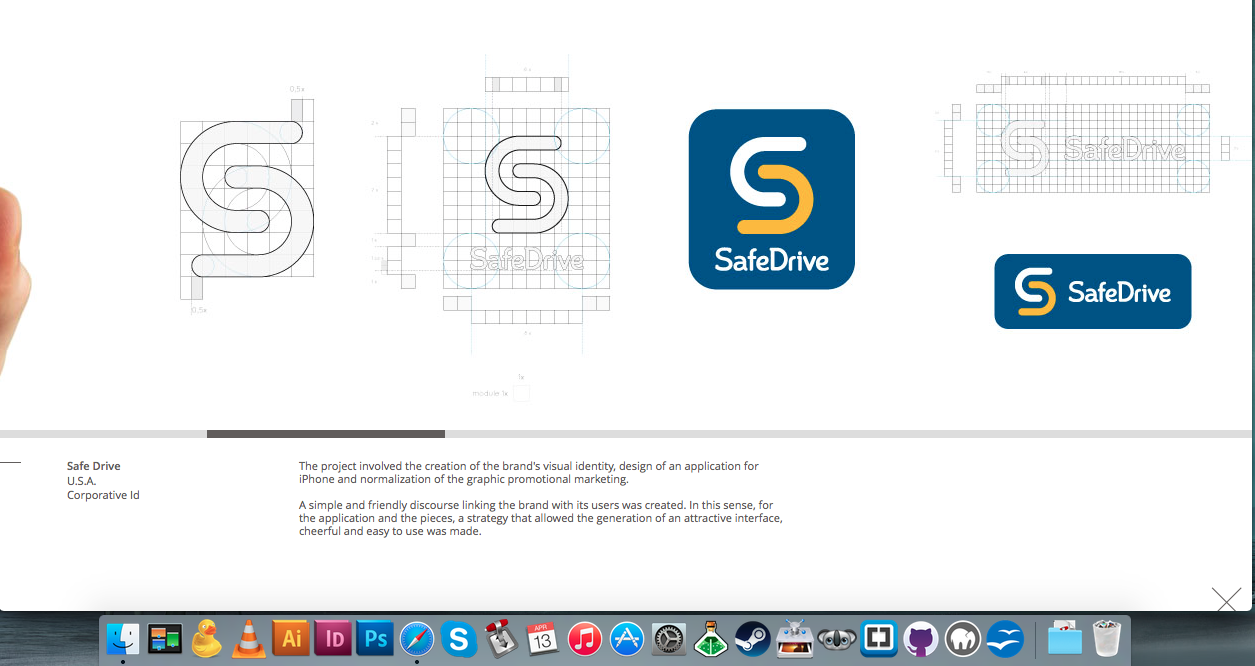 0,5x
0,5x
SafeDrive
module 1x
1x
SafeDrive
SafeDrive
SafeDrive
Safe Drive
U.S.A.
Corporative Id
The project involved the creation of the brand's visual identity, design of an application for
iPhone and normalization of the graphic promotional marketing.
A simple and friendly discourse linking the brand with its users was created. In this sense, for
the application and the pieces, a strategy that allowed the generation of an attractive interface,
cheerful and easy to use was made.
Ai
Id
Ps
S
APR
13